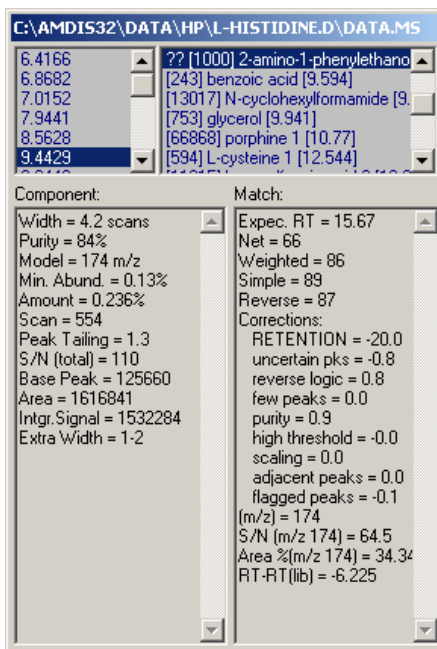 C:\AMDIS32\DATA\HP\L-HISTIDINE.D\DATA.MS
6.4166
6.8682
7.0152
7.9441
8.5628
9.4429
?? [1000] 2-amino-1-phenylethano
[243] benzoic acid [9.594]
[13017] N-cyclohexylformamide [9.
[753] glycerol [9.941]
[66868] porphine 1 [10.77]
[594] L-cysteine 1 [12.544]
Component:
Width = 4.2 scans
Purity = 84%
Model = 174 m/z
Min. Abund. = 0.13%
Amount = 0.236%
Scan = 554
Peak Tailing = 1.3
S/N (total) = 110
Base Peak = 125660
Area = 1616841
Intgr.Signal = 1532284
Extra Width = 1-2
Match:
Expec. RT = 15.67
Net = 66
Weighted = 86
Simple = 89
Reverse = 87
Corrections:
RETENTION = -20.0
uncertain pks = -0.8
reverse logic = 0.8
few peaks = 0.0
purity = 0.9
high threshold = -0.0
scaling = 0.0
adjacent peaks = 0.0
flagged peaks = -0.1
(m/z) = 174
S/N (m/z 174) = 64.5
Area %(m/z 174) = 34.34
RT-RT(lib) = -6.225